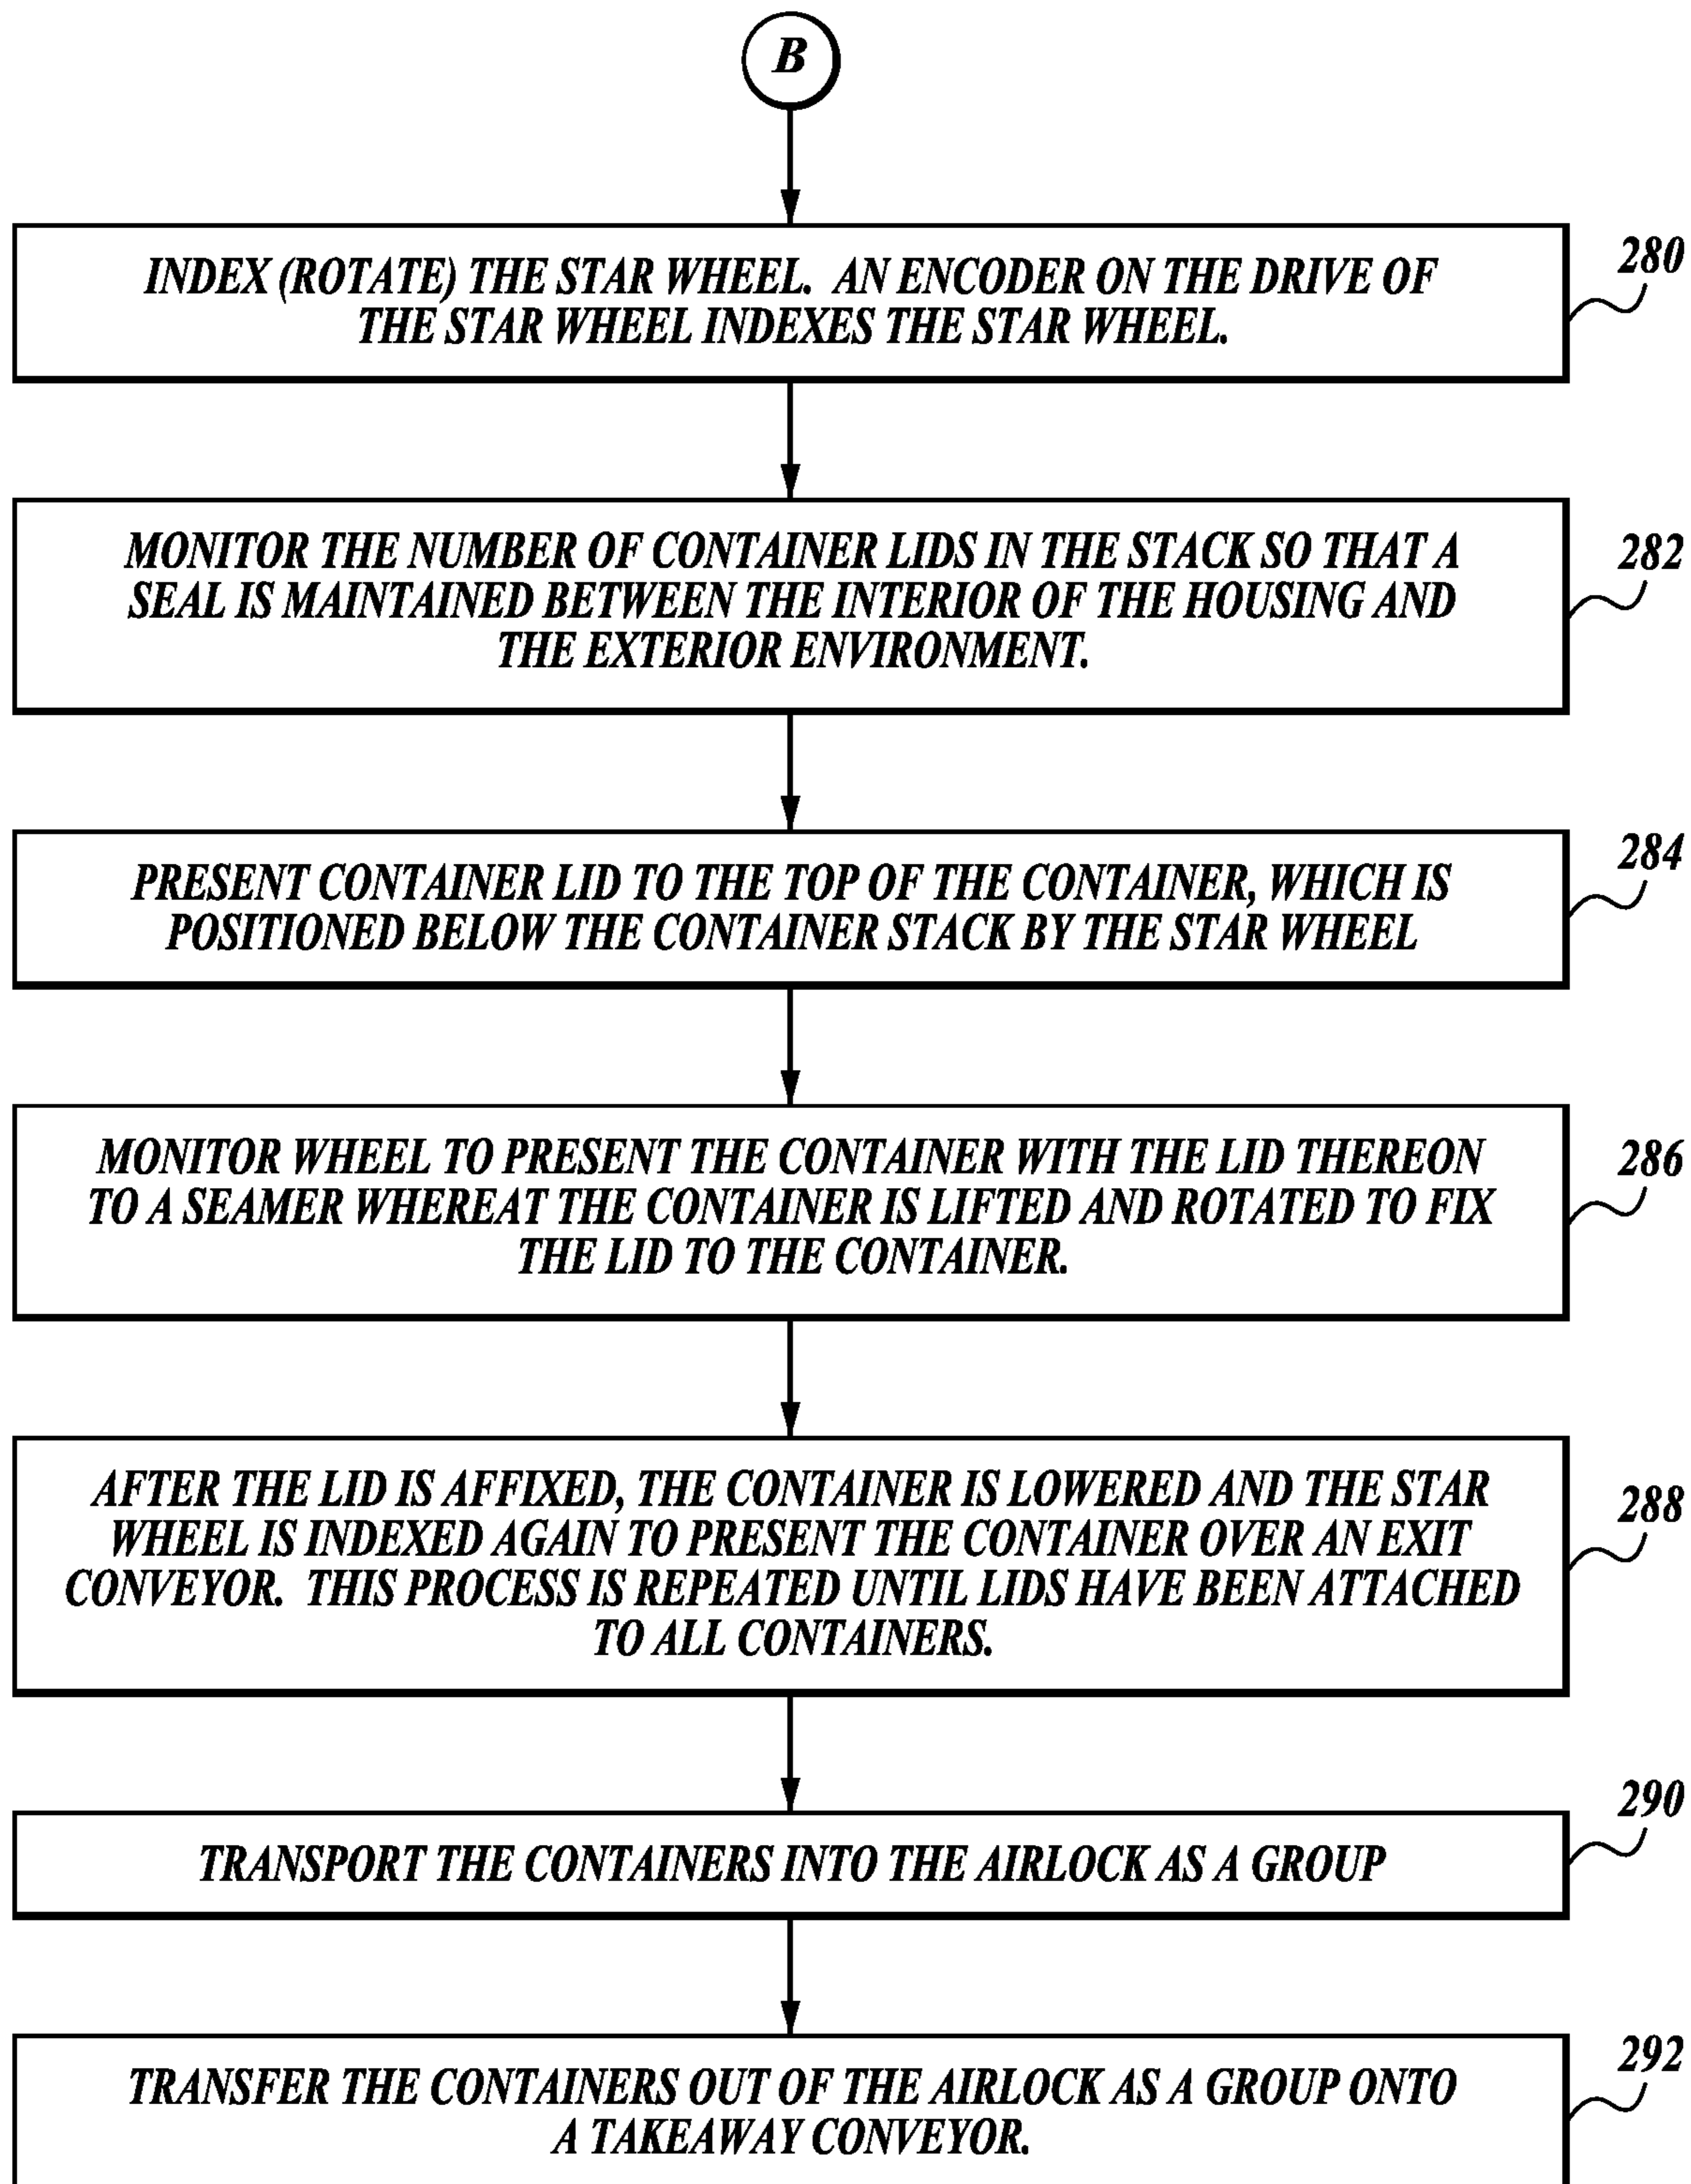 B
INDEX (ROTATE) THE STAR WHEEL. AN ENCODER ON THE DRIVE OF
THE STAR WHEEL INDEXES THE STAR WHEEL.
280
MONITOR THE NUMBER OF CONTAINER LIDS IN THE STACK SO THAT A
SEAL IS MAINTAINED BETWEEN THE INTERIOR OF THE HOUSING AND
THE EXTERIOR ENVIRONMENT.
282
PRESENT CONTAINER LID TO THE TOP OF THE CONTAINER, WHICH IS
POSITIONED BELOW THE CONTAINER STACK BY THE STAR WHEEL
284
MONITOR WHEEL TO PRESENT THE CONTAINER WITH THE LID THEREON
TO A SEAMER WHEREAT THE CONTAINER IS LIFTED AND ROTATED TO FIX
THE LID TO THE CONTAINER.
286
AFTER THE LID IS AFFIXED, THE CONTAINER IS LOWERED AND THE STAR
WHEEL IS INDEXED AGAIN TO PRESENT THE CONTAINER OVER AN EXIT
CONVEYOR. THIS PROCESS IS REPEATED UNTIL LIDS HAVE BEEN ATTACHED
TO ALL CONTAINERS.
288
TRANSPORT THE CONTAINERS INTO THE AIRLOCK AS A GROUP
290
TRANSFER THE CONTAINERS OUT OF THE AIRLOCK AS A GROUP ONTO
A TAKEAWAY CONVEYOR.
292